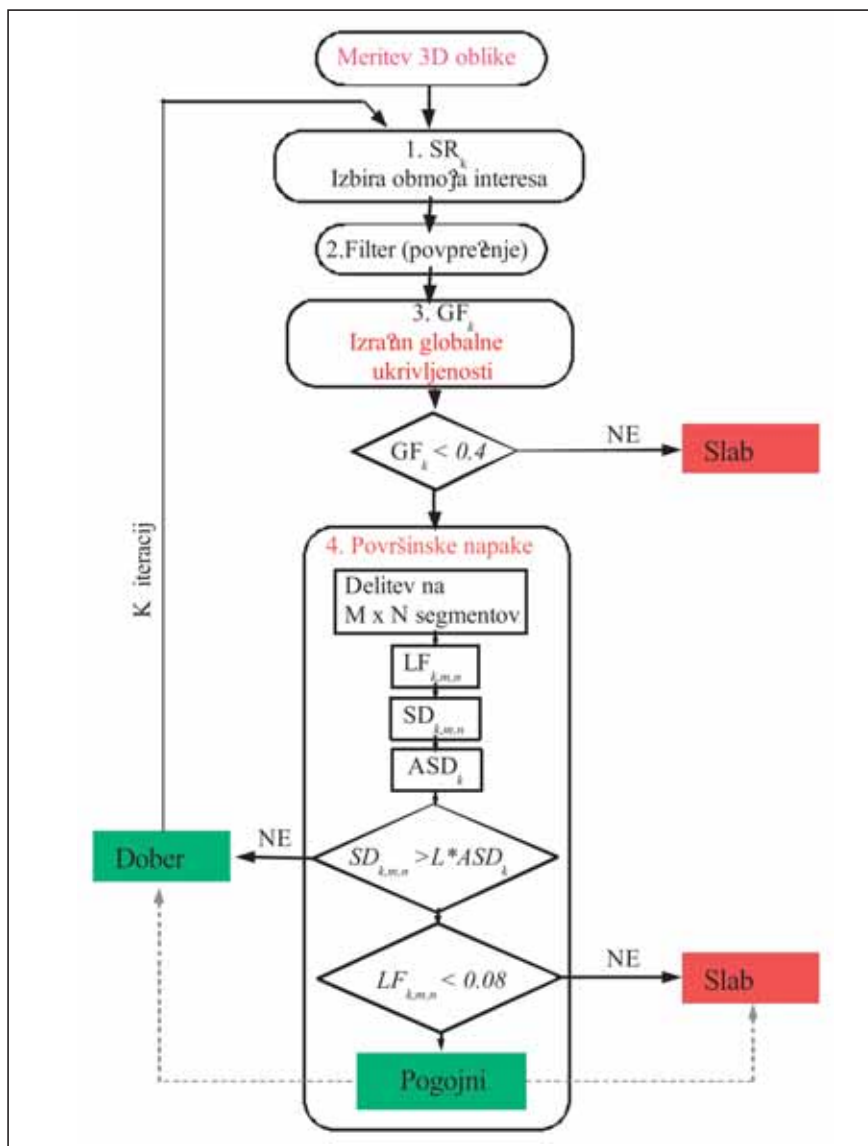 Meritev 3D oblike
1. SRk
Izbira obmo?ja interesa
2.Filter (povpre?enje)
3. GFk
Izra?un globalne
ukrivljenosti
GFk < 0.4
NE
Slab
4. Površinske napake
Delitev na
M x N segmentov
LFk,m,n
SDk,m,n
ASDk
K iteracij
SDk,m,n >L*ASDk
NE
Dober
LFk,m,n < 0.08
NE
Slab
Pogojni